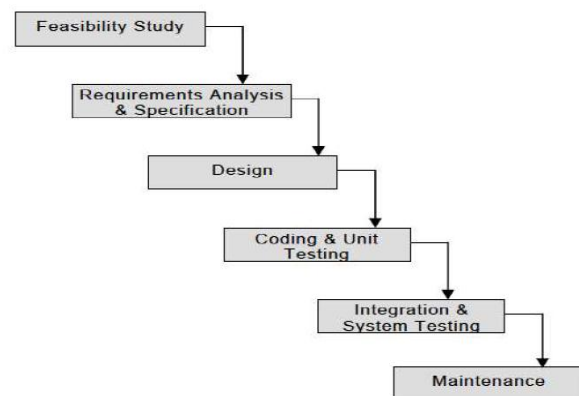 Feasibility Study
Requirements Analysis
& Specification
Design
Coding & Unit
Testing
Integration &
System Testing
Maintenance